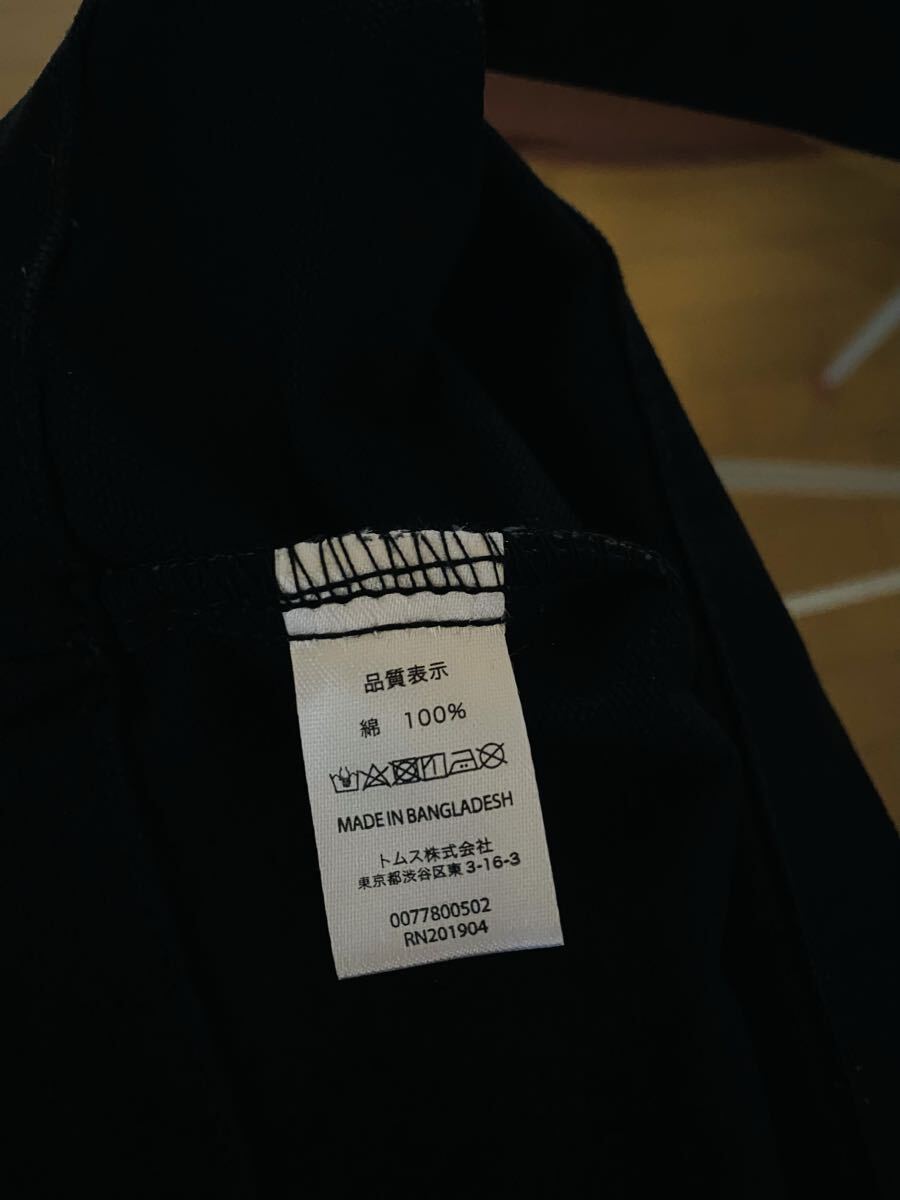 品質表示
綿 100%
MADE IN BANGLADESH
トムス株式会社
東京都渋谷区東3-16-3
0077800502
RN201904